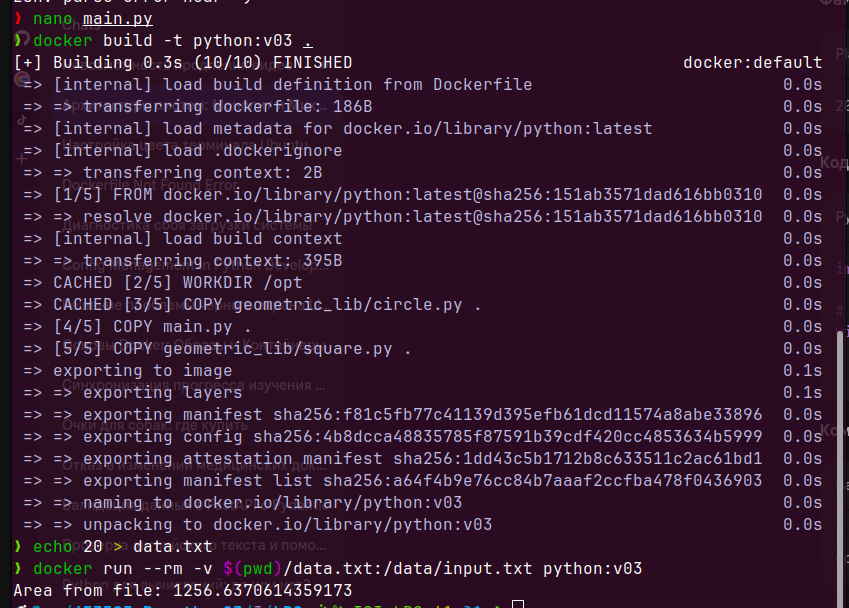 ❯ nano main.py
❯ docker build -t python:v03 .
[+] Building 0.3s (10/10) FINISHED docker:default
=> [internal] load build definition from Dockerfile 0.0s
=> => transferring dockerfile: 186B 0.0s
=> [internal] load metadata for docker.io/library/python:latest 0.0s
=> [internal] load .dockerignore 0.0s
=> => transferring context: 2B 0.0s
=> [1/5] FROM docker.io/library/python:latest@sha256:151ab3571dad616bb0310 0.0s
=> => resolve docker.io/library/python:latest@sha256:151ab3571dad616bb0310 0.0s
=> [internal] load build context 0.0s
=> => transferring context: 395B 0.0s
=> CACHED [2/5] WORKDIR /opt 0.0s
=> CACHED [3/5] COPY geometric_lib/circle.py . 0.0s
=> [4/5] COPY main.py . 0.0s
=> [5/5] COPY geometric_lib/square.py . 0.0s
=> exporting to image 0.1s
=> => exporting layers 0.1s
=> => exporting manifest sha256:f81c5fb77c41139d395efb61dcd11574a8abe33896 0.0s
=> => exporting config sha256:4b8dcca48835785f87591b39cdf420cc4853634b5999 0.0s
=> => exporting attestation manifest sha256:1dd43c5b1712b8c633511c2ac61bd1 0.0s
=> => exporting manifest list sha256:a64f4b9e76cc84b7aaaf2ccfba478f0436903 0.0s
=> => naming to docker.io/library/python:v03 0.0s
=> => unpacking to docker.io/library/python:v03 0.0s
❯ echo 20 > data.txt
❯ docker run --rm -v $(pwd)/data.txt:/data/input.txt python:v03
Area from file: 1256.6370614359173